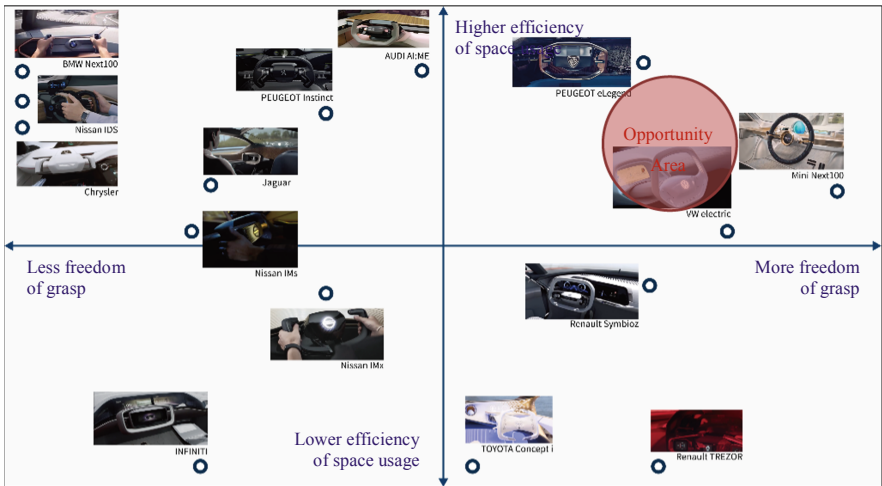 Higher efficiency
of space usage
BMW Next100
AUDI AI:ME
PEUGEOT Instinct
PEUGEOT eLegend
Nissan IDS
Opportunity
Area
Chrysler
Jaguar
Mini Next100
VW electric
Nissan IMs
Less freedom
of grasp
More freedom
of grasp
Renault Symbioz
Nissan IMx
INFINITI
Lower efficiency
of space usage
TOYOTA Concept i
Renault TREZOR